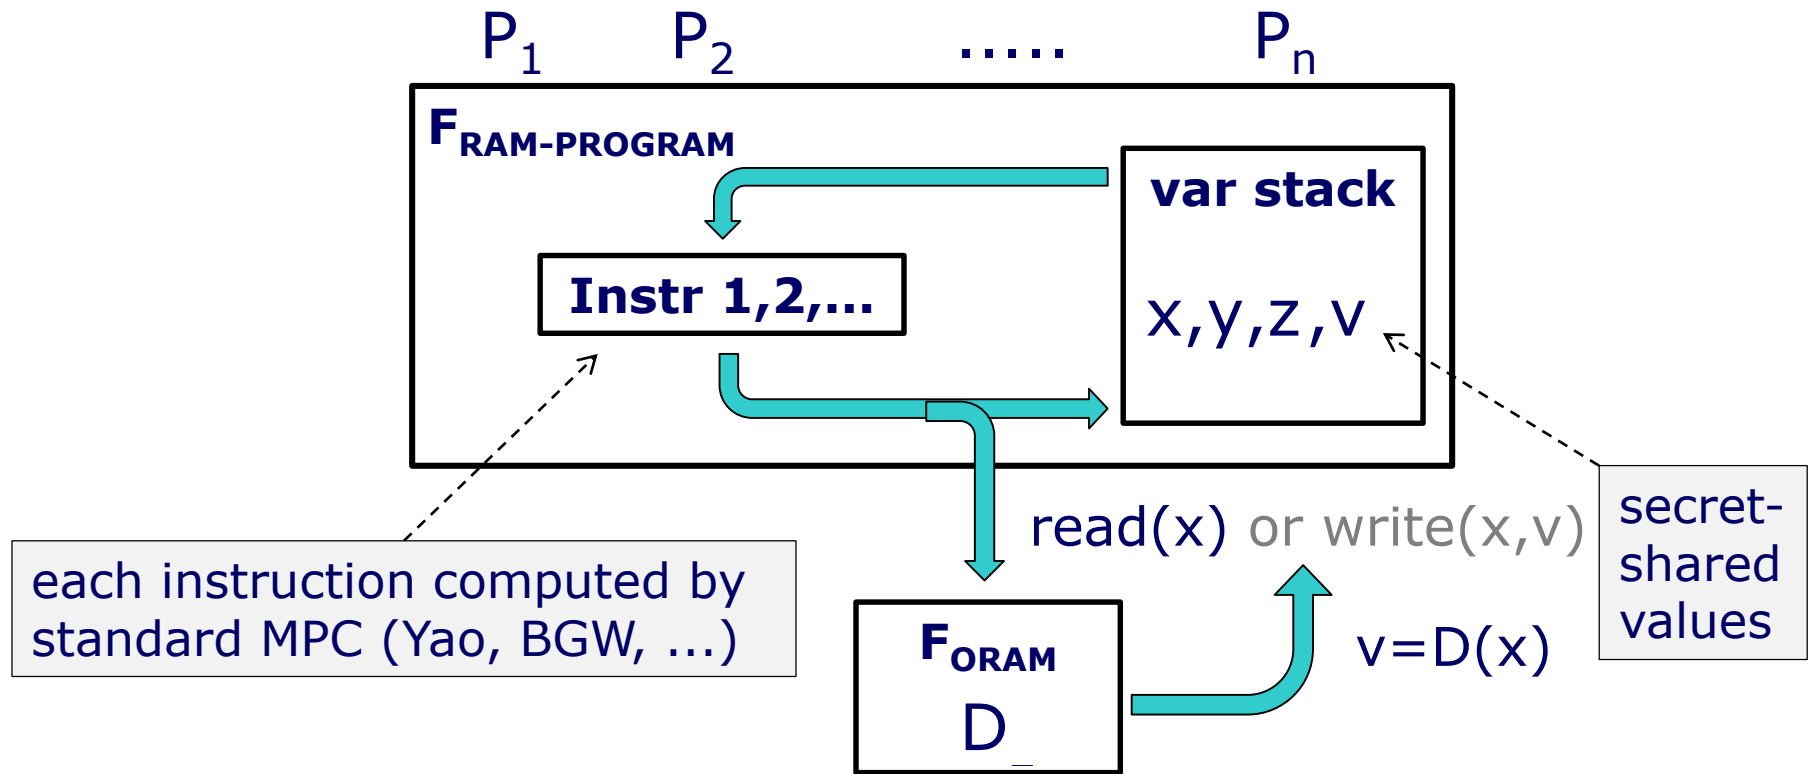 P1 P2 ..... Pn
FRAM-PROGRAM
var stack
Instr 1,2,...
x,y,z,v
read(x) or write(x,v)
secret-
shared
values
each instruction computed by
standard MPC (Yao, BGW, ...)
FORAM
v=D(x)
D